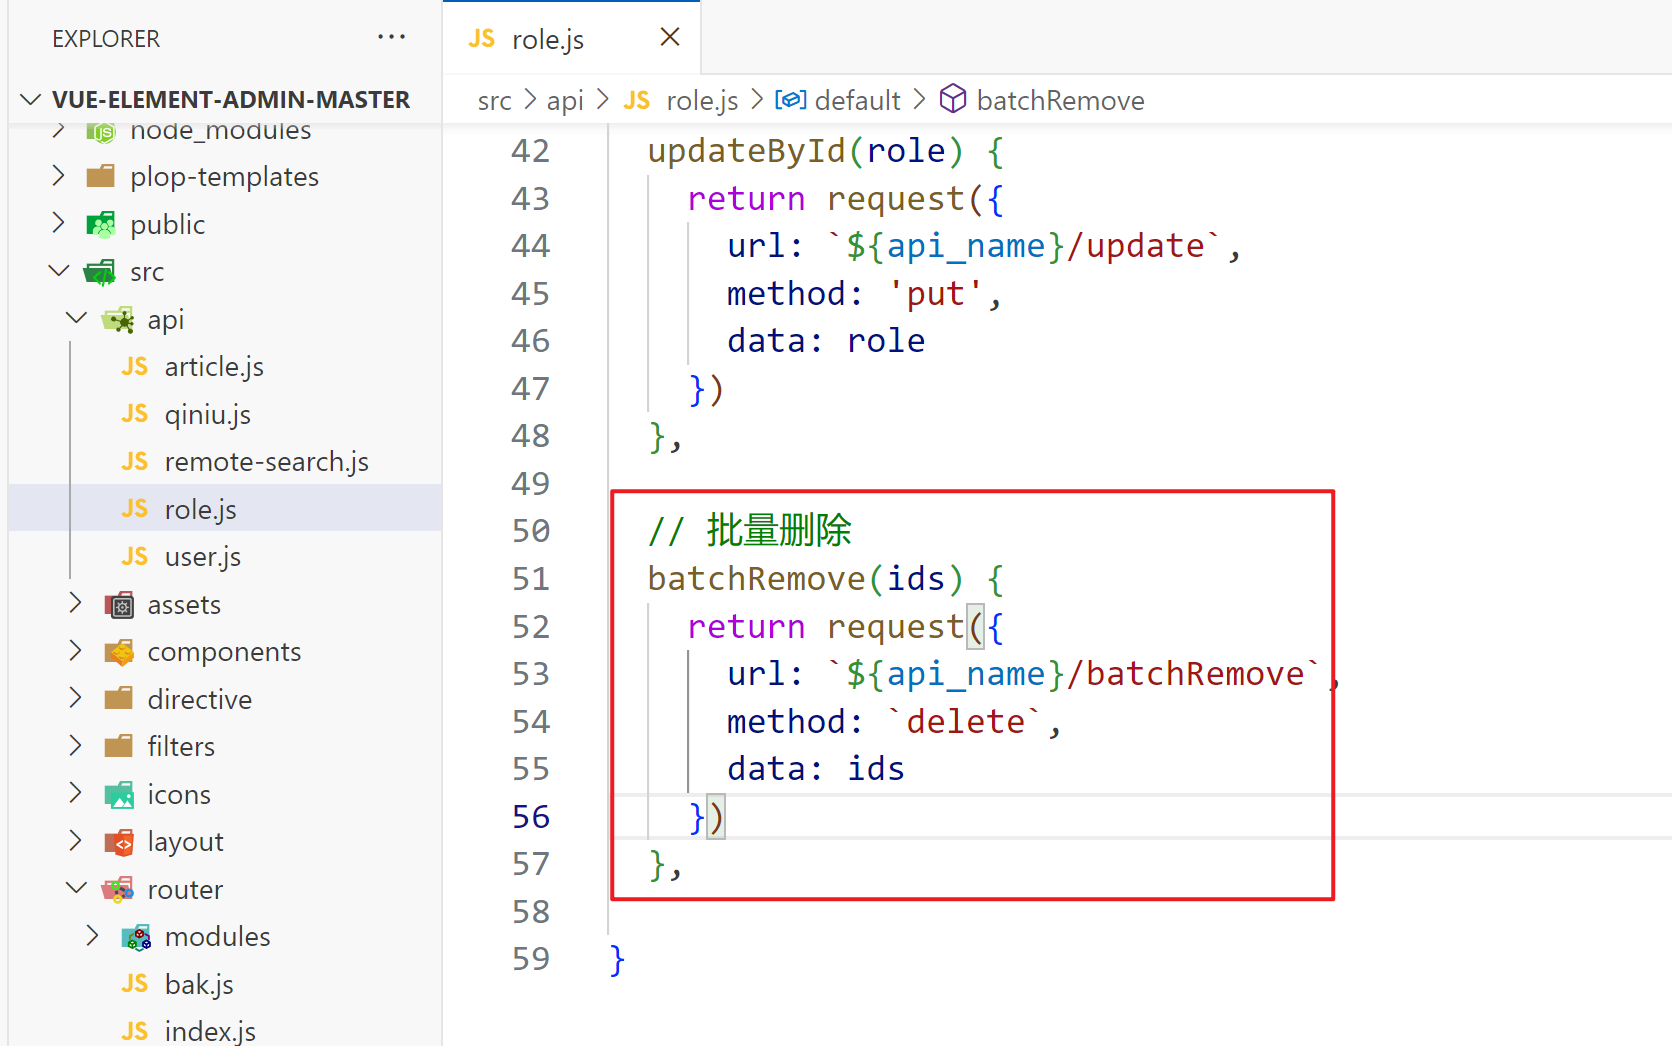 EXPLORER ···
VUE-ELEMENT-ADMIN-MASTER
node_modules
plop-templates
public
src
api
JS article.js
JS qiniu.js
JS remote-search.js
JS role.js
JS user.js
assets
components
directive
filters
icons
layout
router
modules
JS bak.js
JS index.js
JS role.js
src > api > JS role.js > default > batchRemove
42 updateById(role) {
43 return request({
44 url: `${api_name}/update`,
45 method: 'put',
46 data: role
47 })
48 },
49
50 // 批量删除
51 batchRemove(ids) {
52 return request({
53 url: `${api_name}/batchRemove`,
54 method: `delete`,
55 data: ids
56 })
57 },
58
59 }